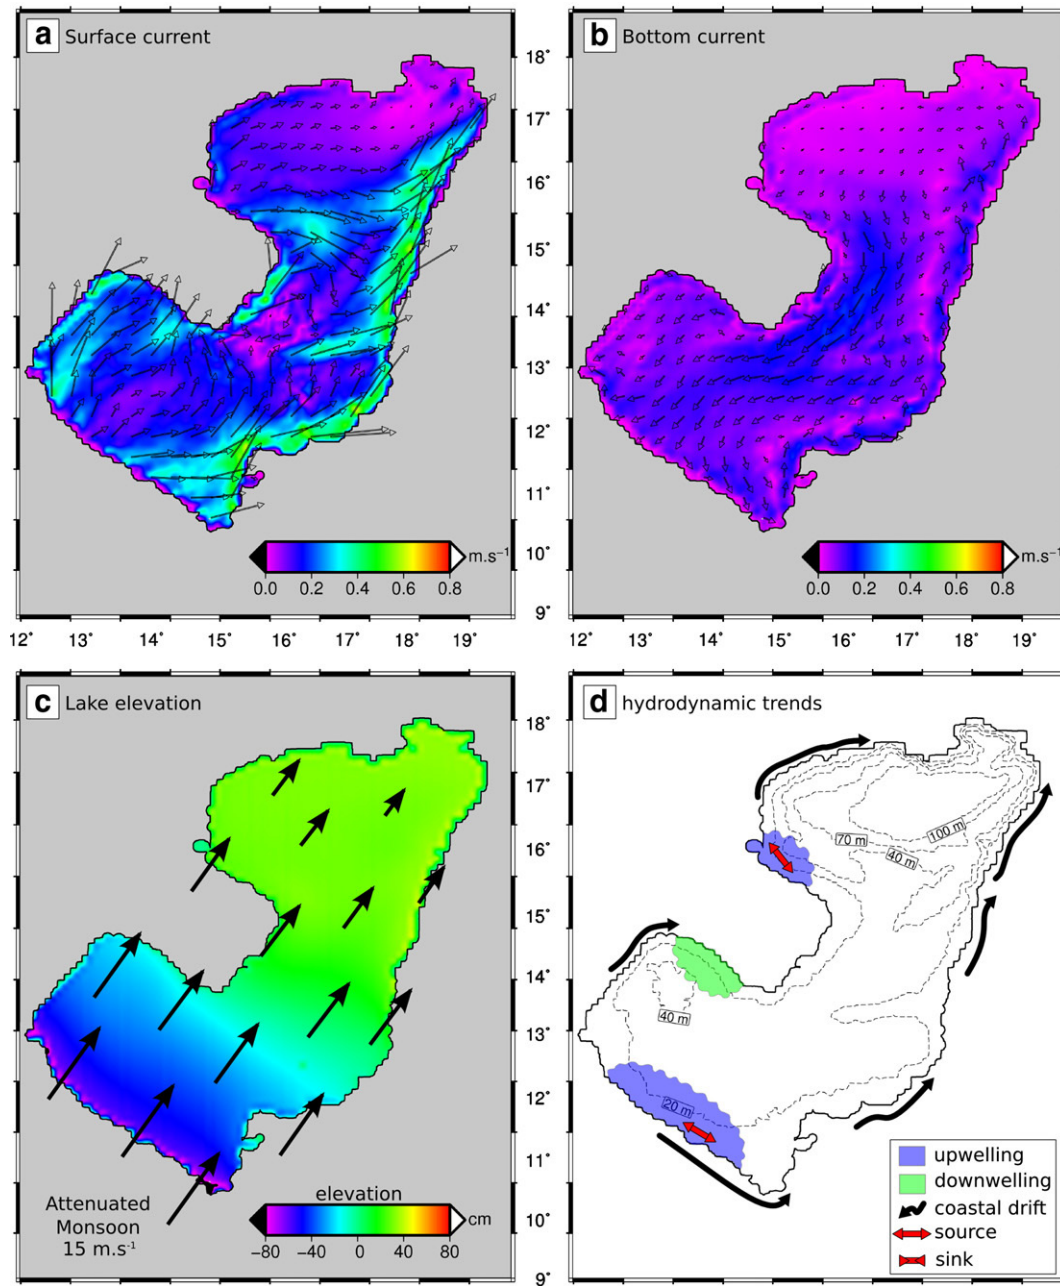 a Surface current
b Bottom current
18°
17°
16°
15°
14°
13°
12°
11°
10°
9°
m.s⁻¹
0.0 0.2 0.4 0.6 0.8
m.s⁻¹
0.0 0.2 0.4 0.6 0.8
12° 13° 14° 15° 16° 17° 18° 19°
12° 13° 14° 15° 16° 17° 18° 19°
c Lake elevation
d hydrodynamic trends
18°
17°
16°
15°
14°
13°
12°
11°
10°
9°
100 m
70 m
40 m
40 m
20 m
Attenuated
Monsoon
15 m.s⁻¹
elevation
cm
−80 −40 0 40 80
upwelling
downwelling
coastal drift
source
sink